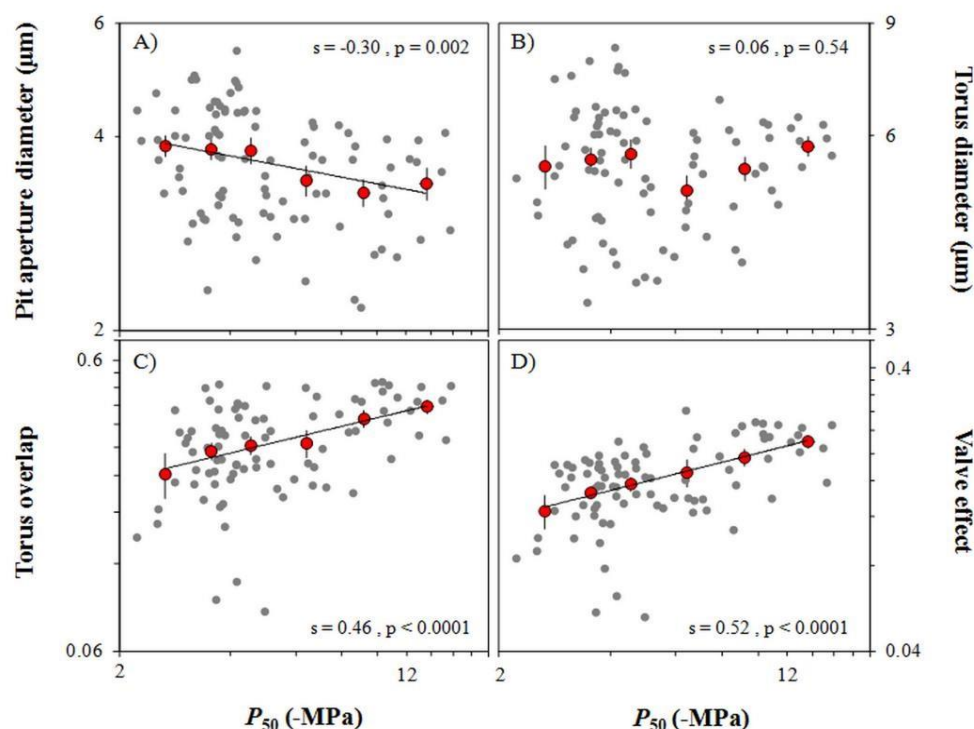 6
A)
s = -0.30 , p = 0.002
4
2
Pit aperture diameter (µm)
B)
s = 0.06 , p = 0.54
9
6
3
Torus diameter (µm)
0.6
C)
s = 0.46 , p < 0.0001
0.06
Torus overlap
D)
s = 0.52 , p < 0.0001
0.4
0.04
Valve effect
2
12
2
12
P50 (-MPa)
P50 (-MPa)